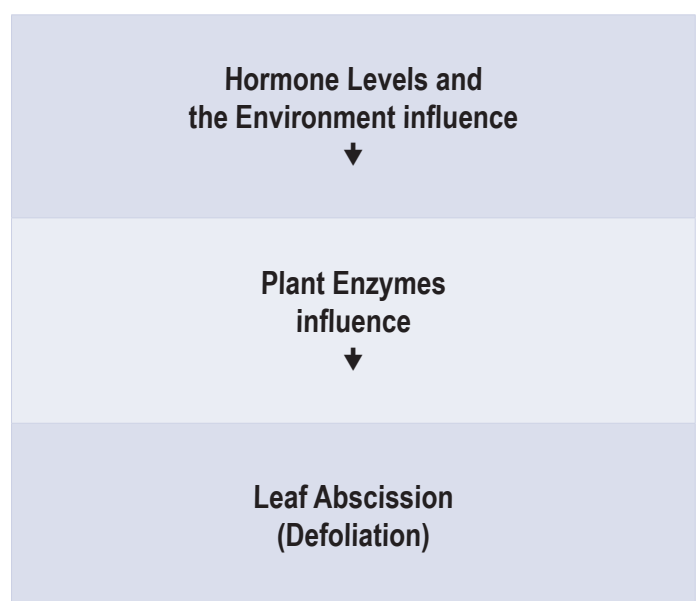 Hormone Levels and
the Environment influence
Plant Enzymes
influence
Leaf Abscission
(Defoliation)